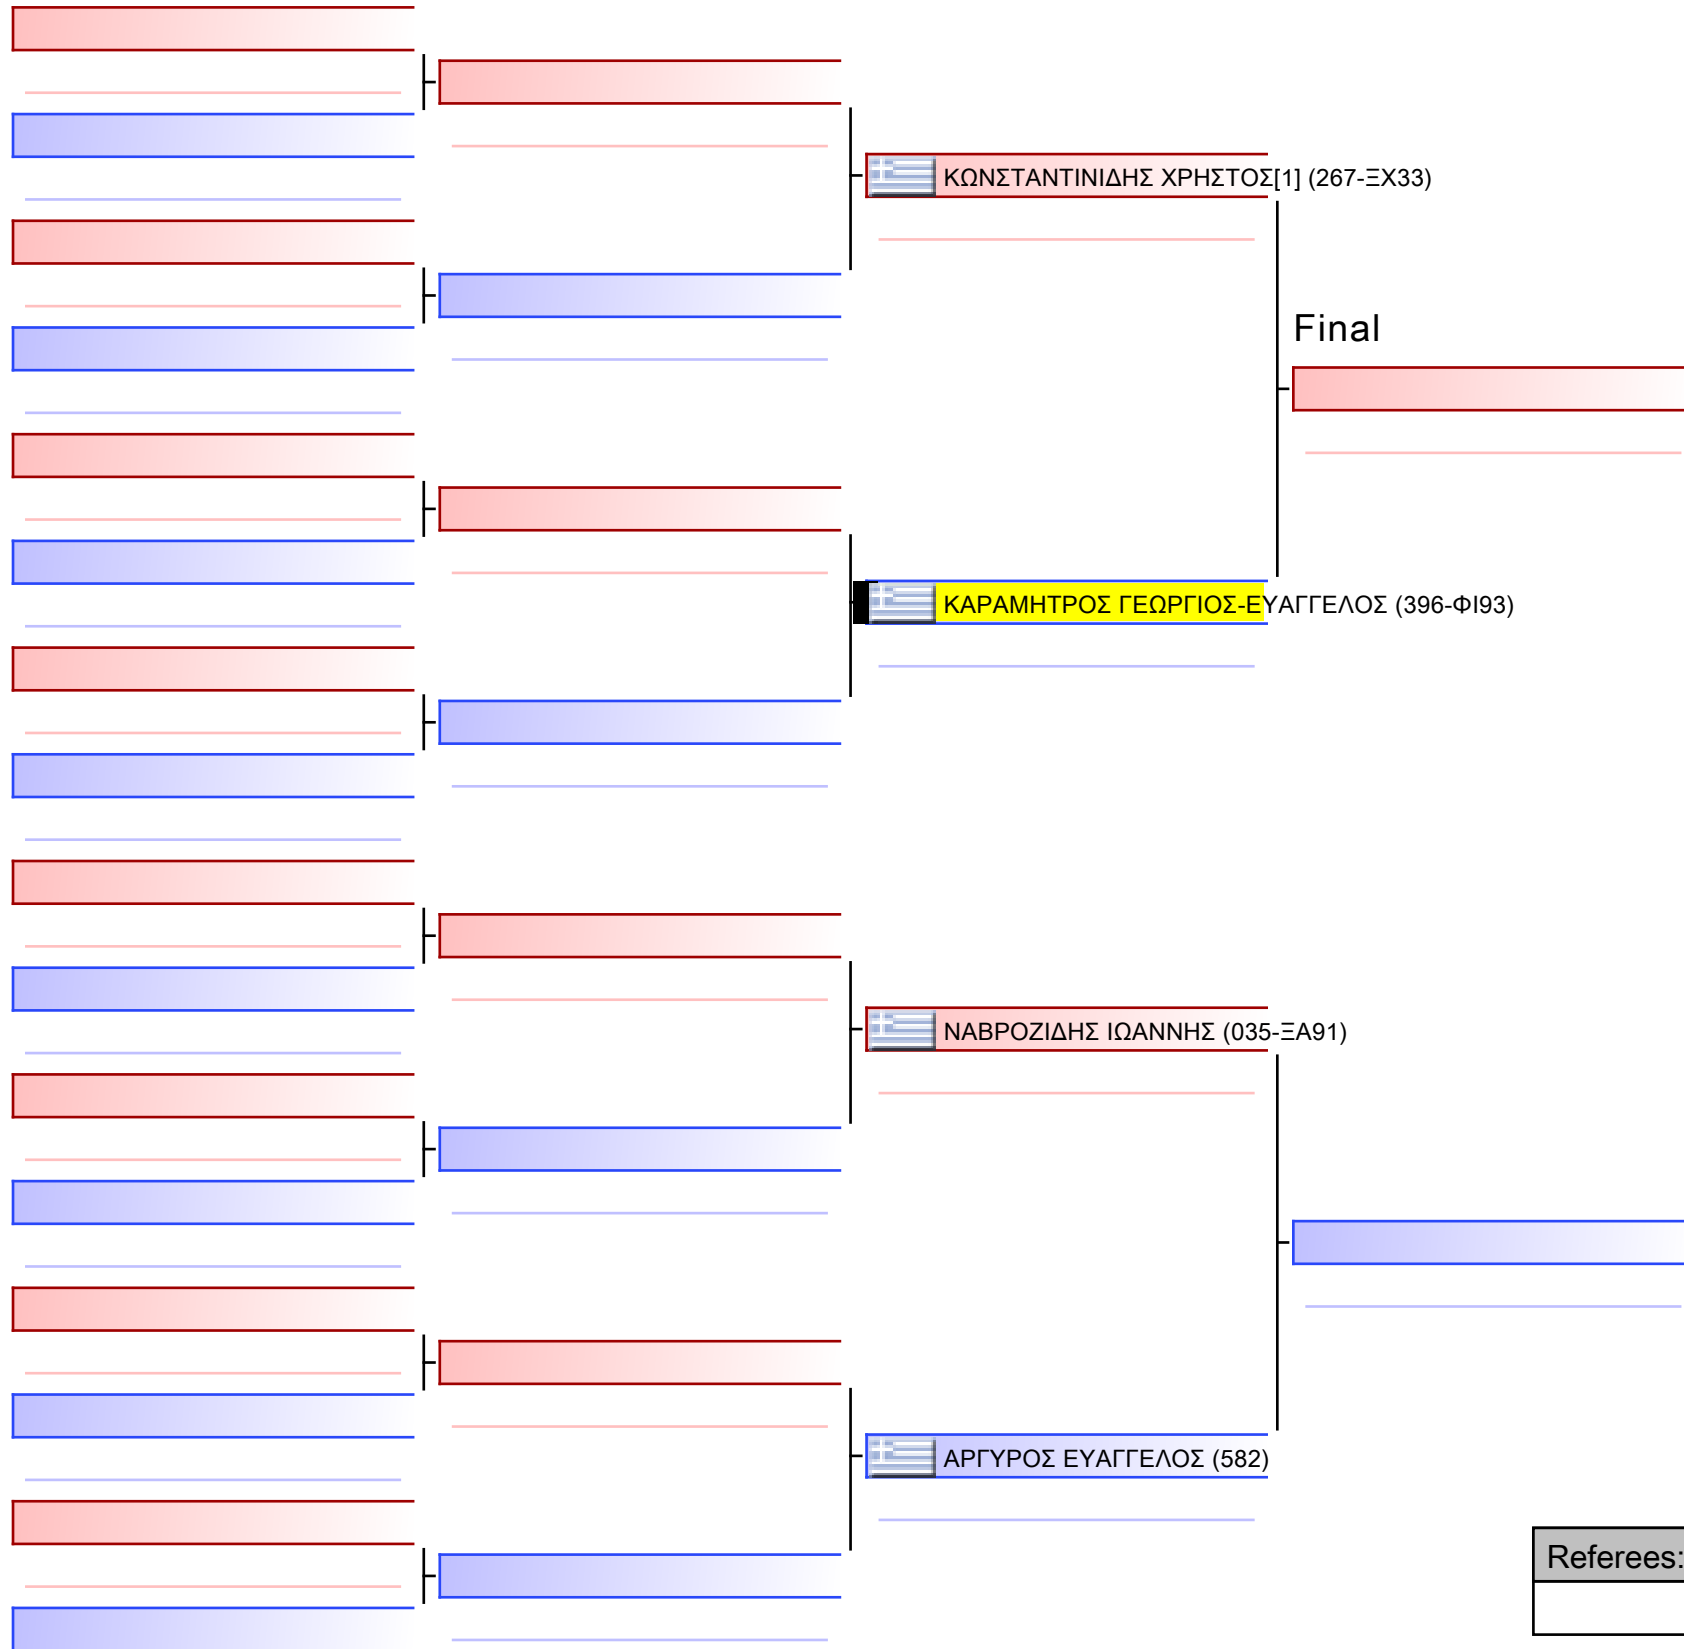 ΚΩΝΣΤΑΝΤΙΝΙΔΗΣ ΧΡΗΣΤΟΣ[1] (267-ΞΧ33)
Final
ΚΑΡΑΜΗΤΡΟΣ ΓΕΩΡΓΙΟΣ-ΕΥΑΓΓΕΛΟΣ (396-ΦΙ93)
ΝΑΒΡΟΖΙΔΗΣ ΙΩΑΝΝΗΣ (035-ΞΑ91)
ΑΡΓΥΡΟΣ ΕΥΑΓΓΕΛΟΣ (582)
Referees: